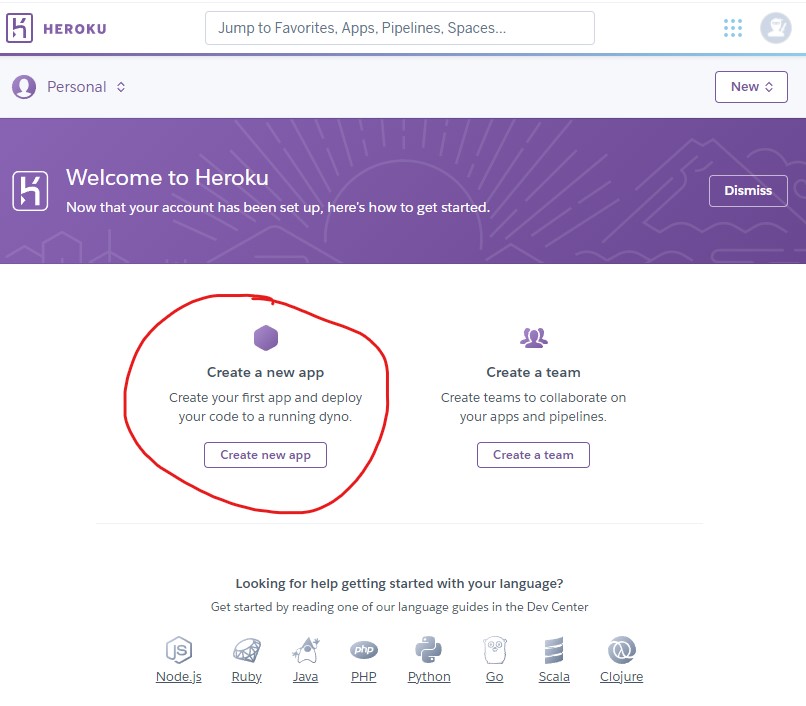 HEROKU
Jump to Favorites, Apps, Pipelines, Spaces...
Personal
New
Welcome to Heroku
Now that your account has been set up, here's how to get started.
Dismiss
Create a new app
Create your first app and deploy
your code to a running dyno.
Create new app
Create a team
Create teams to collaborate on
your apps and pipelines.
Create a team
Looking for help getting started with your language?
Get started by reading one of our language guides in the Dev Center
JS
php
Node.js
Ruby
Java
PHP
Python
Go
Scala
Clojure